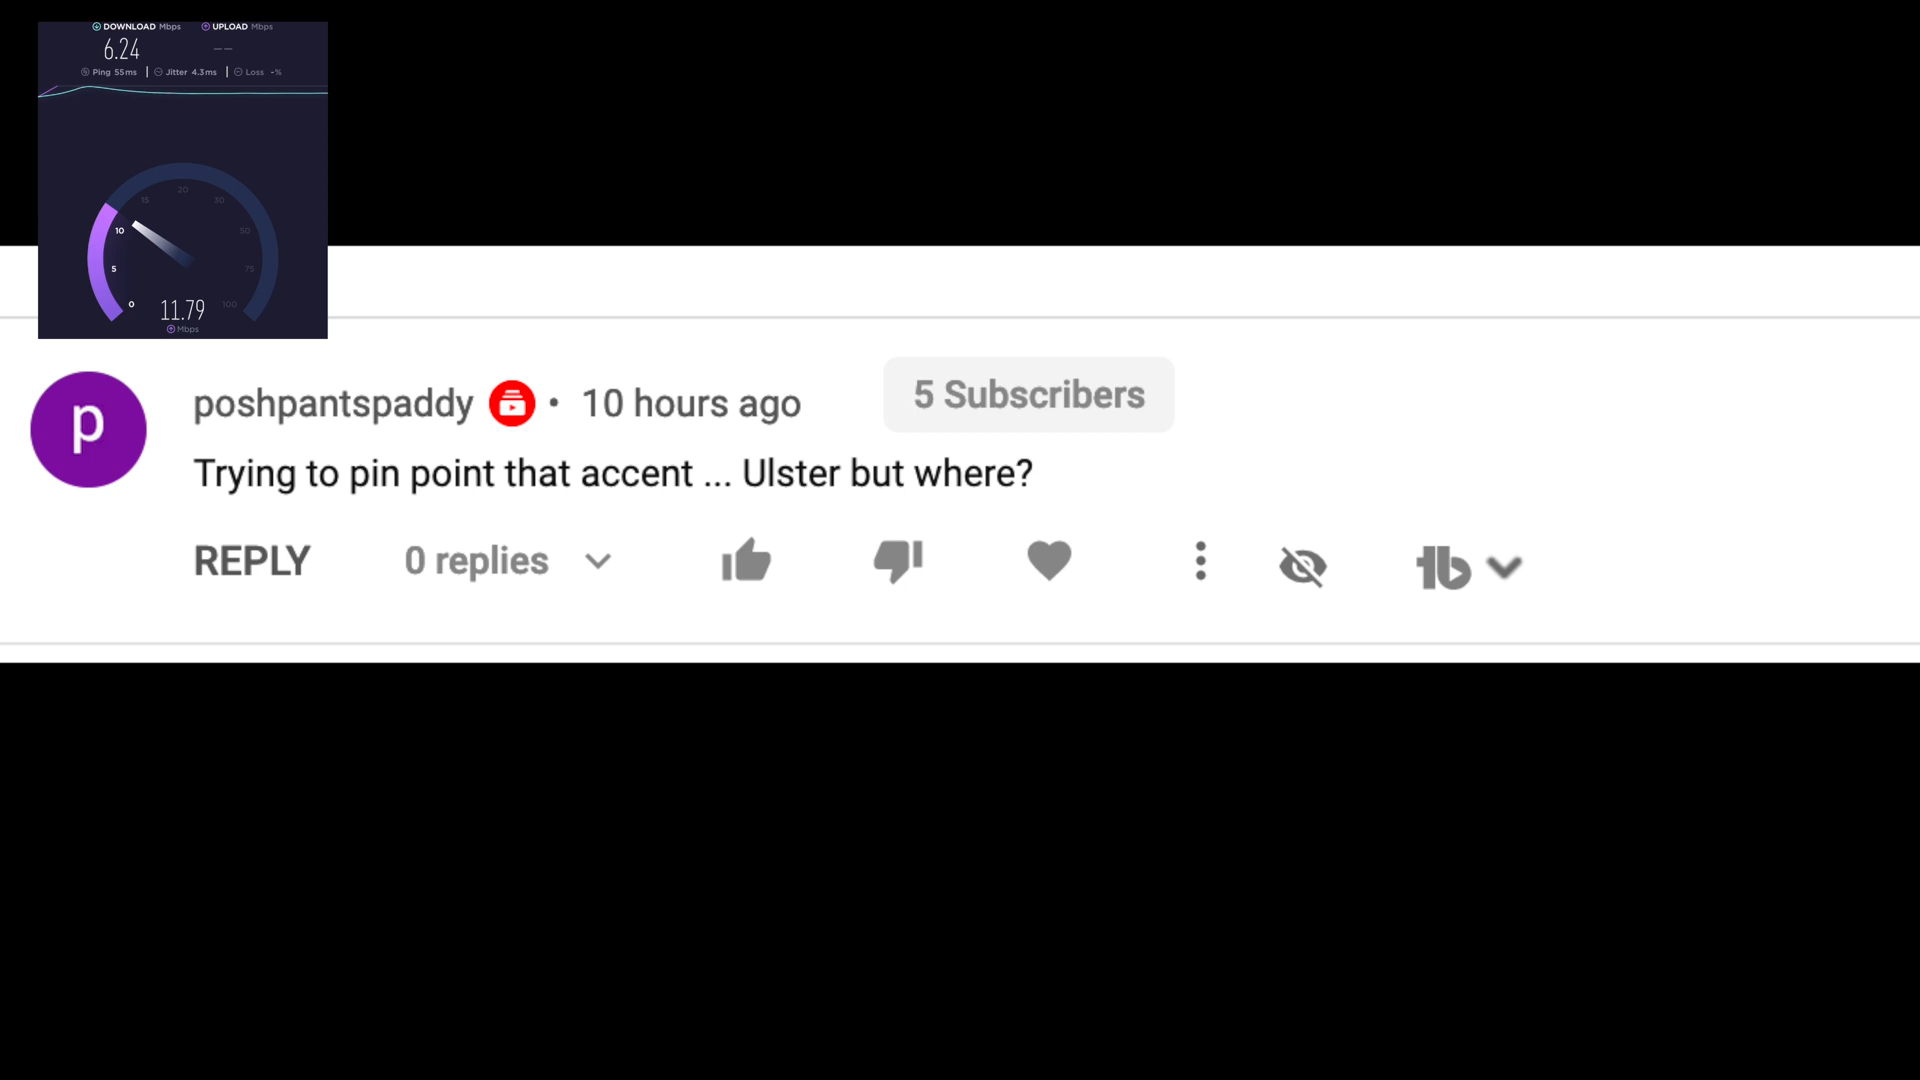 DOWNLOAD Mbps UPLOAD Mbps
6.24 --
Ping 55ms Jitter 4.3ms Loss -%
20
15 30
10 50
5 75
0 11.79 100
Mbps
p
poshpantspaddy • 10 hours ago 5 Subscribers
Trying to pin point that accent ... Ulster but where?
REPLY 0 replies tb